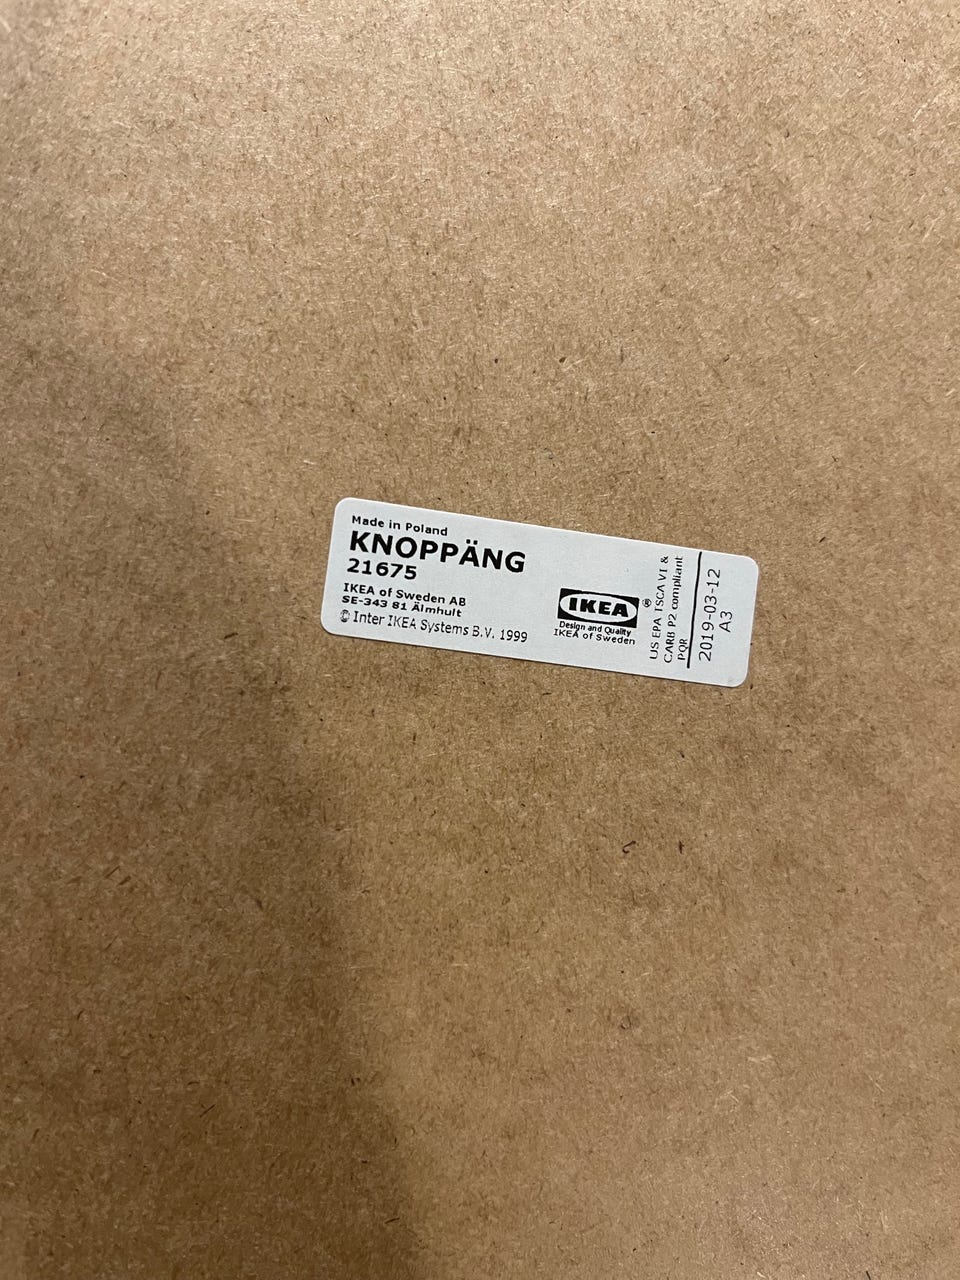 Made in Poland
KNOPPÄNG
21675
IKEA of Sweden AB
SE-343 81 Älmhult
© Inter IKEA Systems B.V. 1999
IKEA ®
Design and Quality
IKEA of Sweden
US EPA TSCA VI &
CARB P2 compliant
PQR
2019-03-12
A3